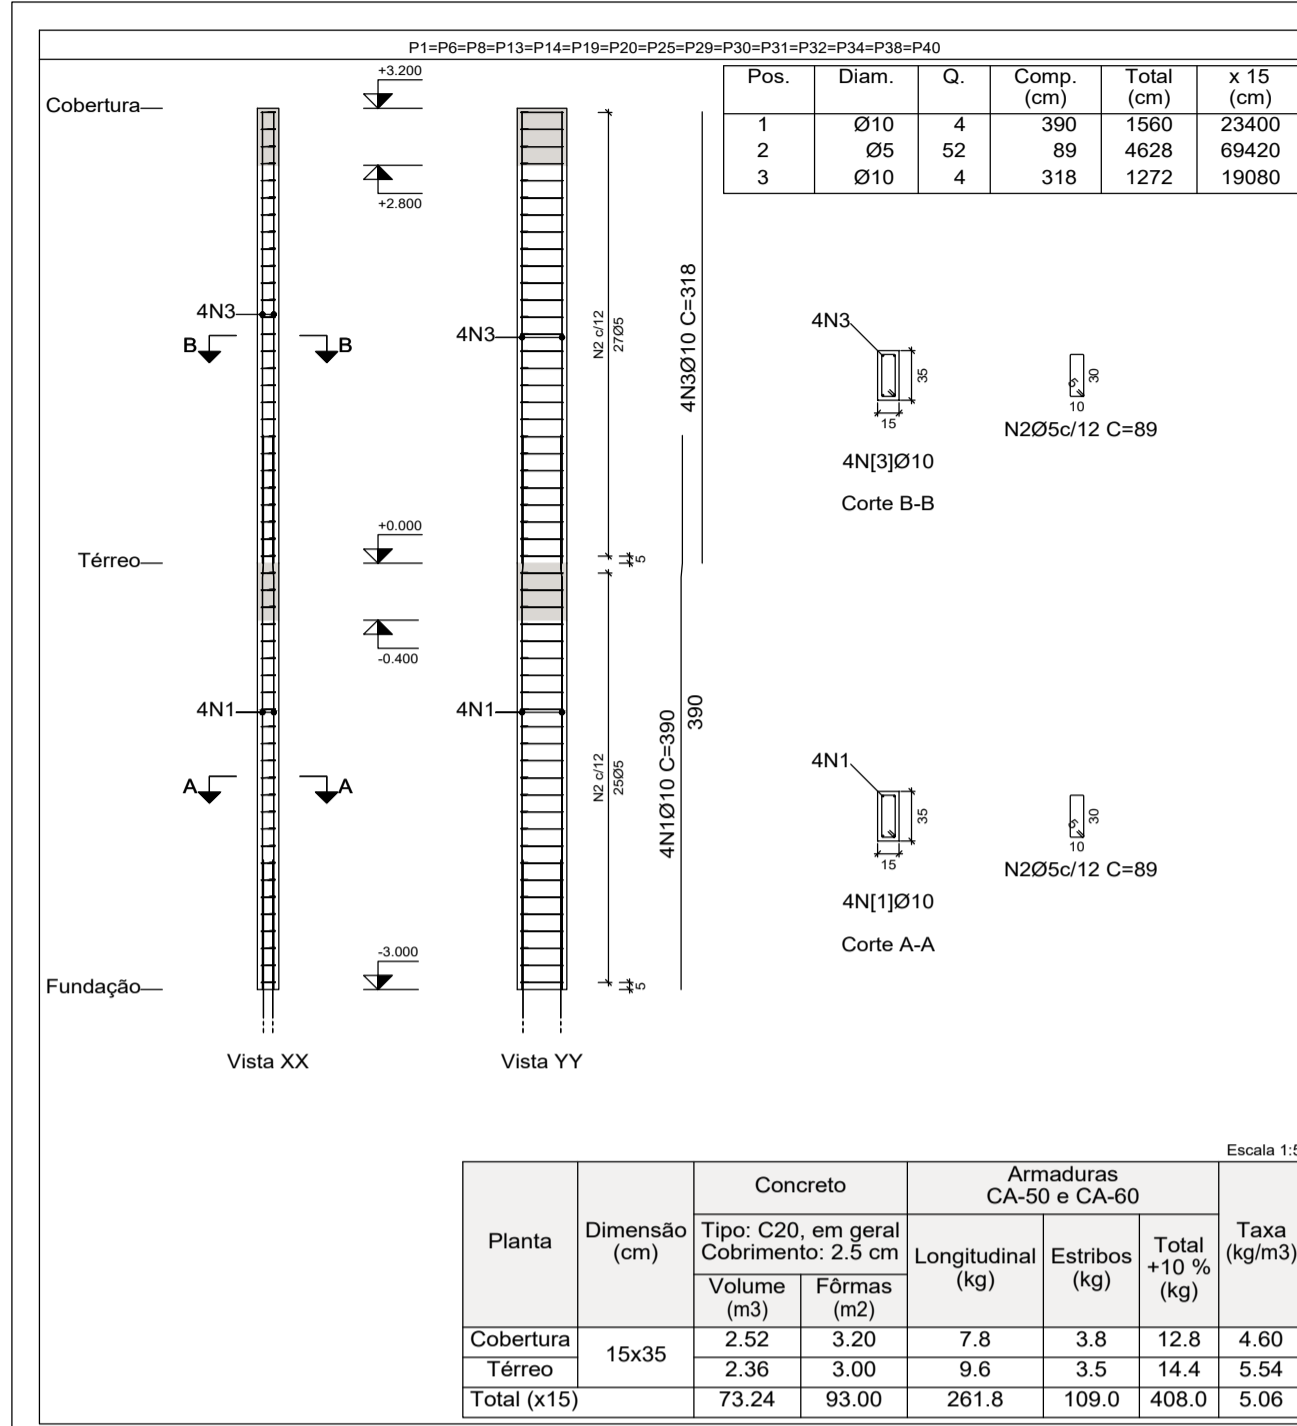 P1=P6=P8=P13=P14=P19=P20=P25=P29=P30=P31=P32=P34=P38=P40
Pos. Diam. Q. Comp. (cm) Total (cm) x 15 (cm)
1 Ø10 4 390 1560 23400
2 Ø5 52 89 4628 69420
3 Ø10 4 318 1272 19080
Cobertura
+3.200
+2.800
4N3
B B
4N3
N2 c/12
27Ø5
4N3Ø10 C=318
4N3
35
15
4N[3]Ø10
Corte B-B
6
30
10
N2Ø5c/12 C=89
Térreo
+0.000
5
-0.400
4N1
A A
4N1
N2 c/12
25Ø5
4N1Ø10 C=390
390
4N1
35
15
4N[1]Ø10
Corte A-A
6
30
10
N2Ø5c/12 C=89
Fundação
-3.000
5
Vista XX
Vista YY
Escala 1:5
Planta
Dimensão
(cm)
Concreto
Tipo: C20, em geral
Cobrimento: 2.5 cm
Volume
(m3)
Fôrmas
(m2)
Armaduras
CA-50 e CA-60
Longitudinal
(kg)
Estribos
(kg)
Total
+10 %
(kg)
Taxa
(kg/m3)
Cobertura 15x35 2.52 3.20 7.8 3.8 12.8 4.60
Térreo 2.36 3.00 9.6 3.5 14.4 5.54
Total (x15) 73.24 93.00 261.8 109.0 408.0 5.06